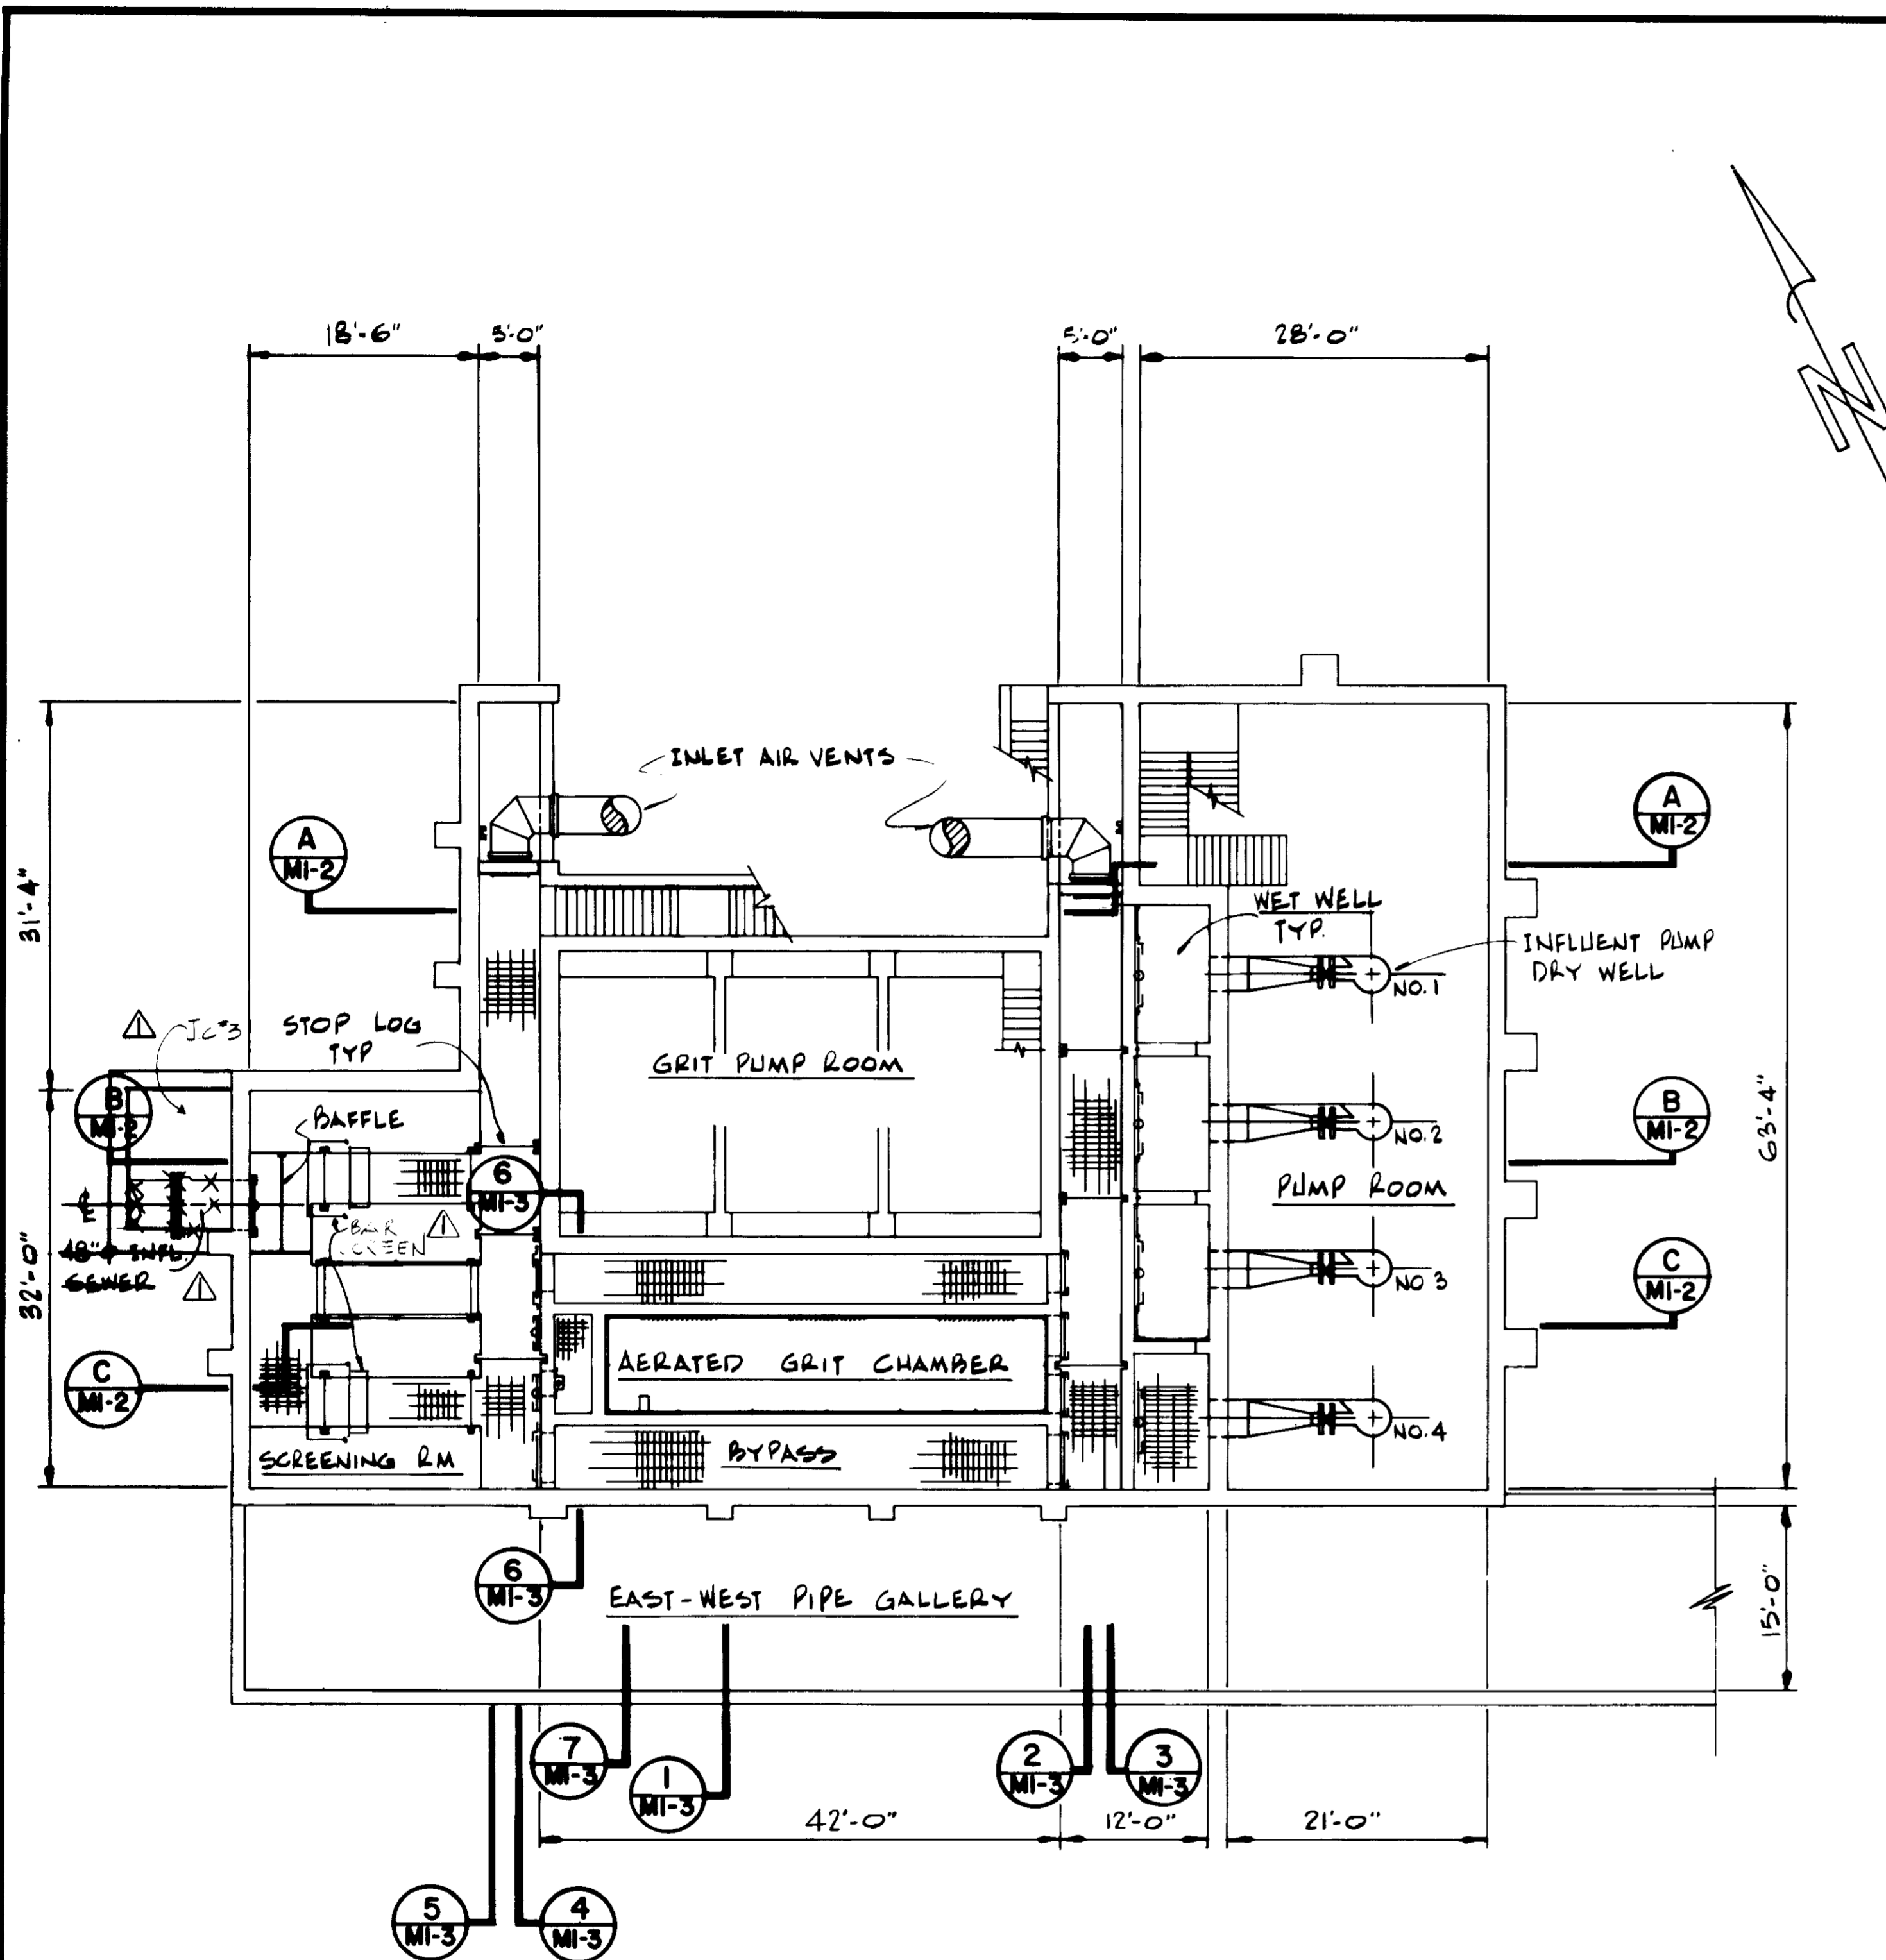 18'-6"
5'-0"
5'-0"
28'-0"
N
INLET AIR VENTS
A
MI-2
A
MI-2
31'-4"
WET WELL
TYP.
INFLUENT PUMP
DRY WELL
NO.1
1
J.C#3
STOP LOG
TYP
GRIT PUMP ROOM
B
MI-2
BAFFLE
B
MI-2
NO.2
63'-4"
6
MI-3
PUMP ROOM
BAR
SCREEN
1
48" INFL.
SEWER
1
32'-0"
NO 3
C
MI-2
AERATED GRIT CHAMBER
C
MI-2
NO.4
SCREENING RM
BYPASS
6
MI-3
EAST-WEST PIPE GALLERY
15'-0"
7
MI-3
1
MI-3
2
MI-3
3
MI-3
42'-0"
12'-0"
21'-0"
5
MI-3
4
MI-3